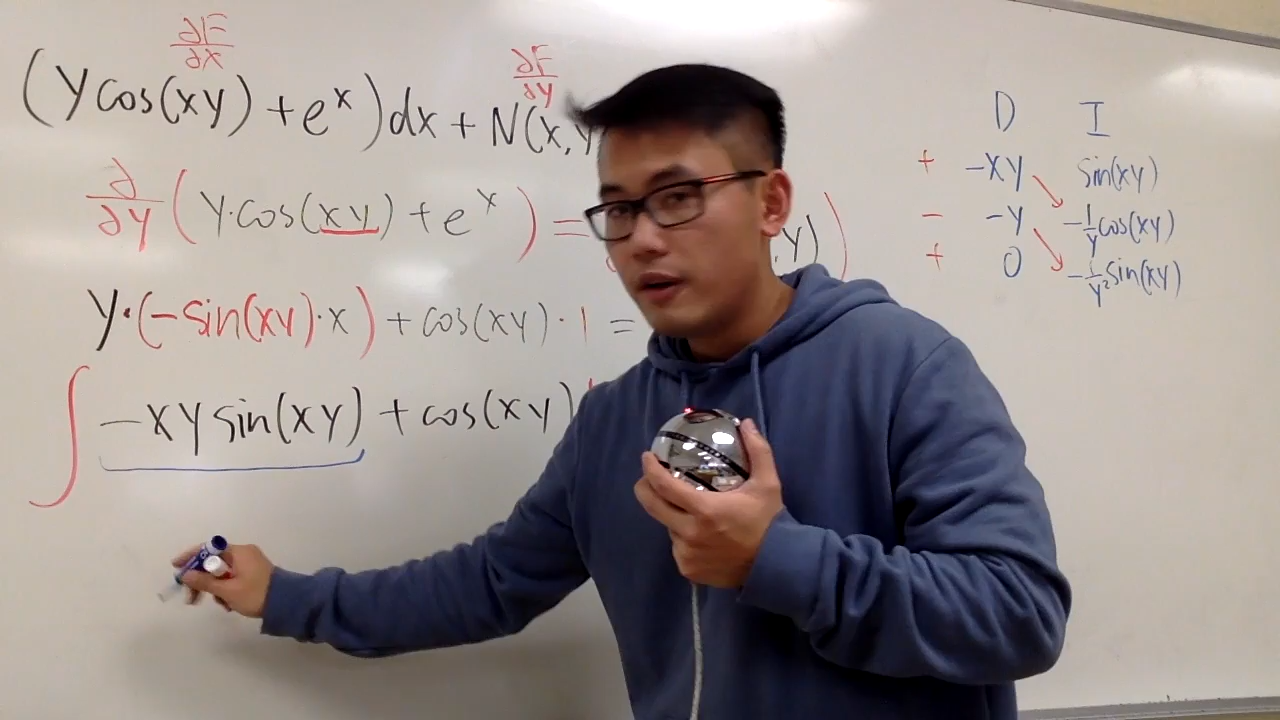 ∂F/∂x
∂F/∂y
(y cos(xy) + e^x)dx + N(x,y
∂/∂y (y·cos(xy) + e^x) = ,y))
y·(-sin(xy)·x) + cos(xy)·1 =
∫ -xy sin(xy) + cos(xy)
D I
+ -xy sin(xy)
- -y -1/y cos(xy)
+ 0 -1/y² sin(xy)